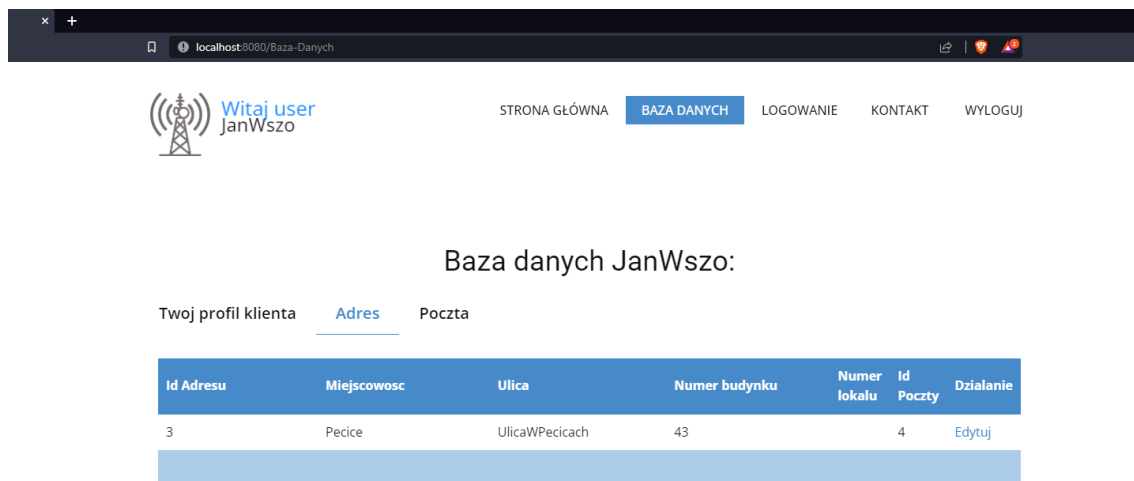 localhost:8080/Baza-Danych
Witaj user
JanWszo
STRONA GŁÓWNA BAZA DANYCH LOGOWANIE KONTAKT WYLOGUJ
Baza danych JanWszo:
Twoj profil klienta Adres Poczta
Id Adresu Miejscowosc Ulica Numer budynku Numer lokalu Id Poczty Dzialanie
3 Pecice UlicaWPecicach 43 4 Edytuj